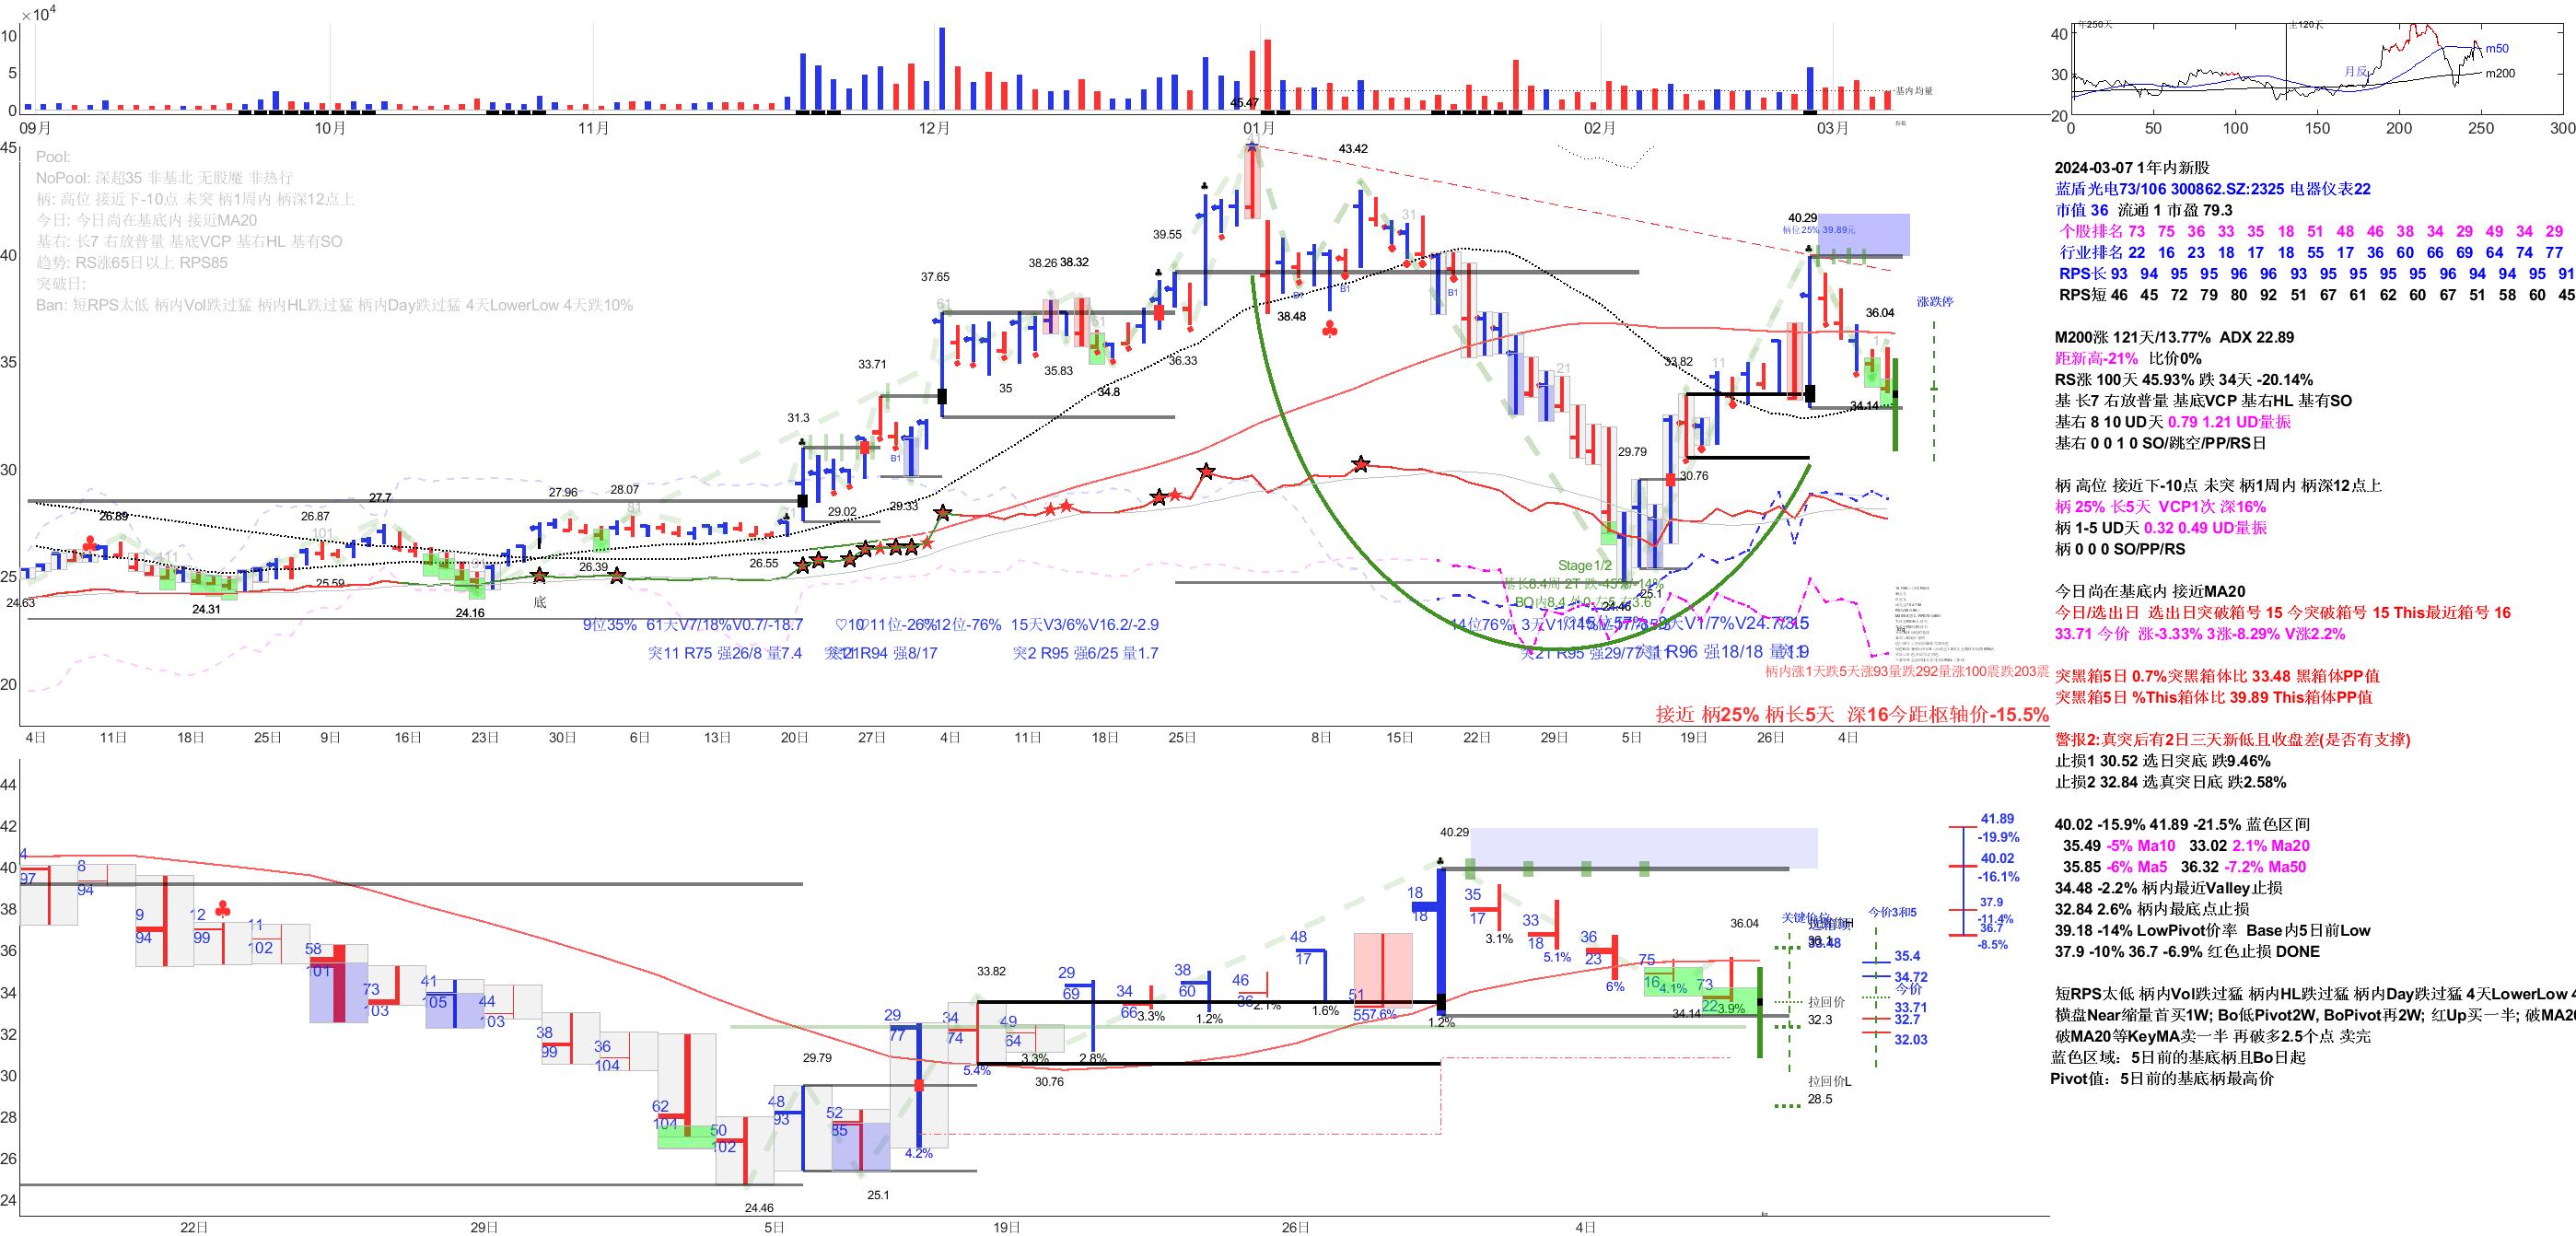 ×10⁴
10
5
0
45.47
基内均量
09月 10月 11月 12月 01月 02月 03月
40
30
20
年250天
主120天
月反
m50
m200
0 50 100 150 200 250 300
Pool:
NoPool: 深超35 非基北 无股魔 非热行
柄: 高位 接近下-10点 未突 柄1周内 柄深12点上
今日: 今日尚在基底内 接近MA20
基右: 长7 右放普量 基底VCP 基右HL 基有SO
趋势: RS涨65日以上 RPS85
突破日:
Ban: 短RPS太低 柄内Vol跌过猛 柄内HL跌过猛 柄内Day跌过猛 4天LowerLow 4天跌10%
45
40
35
30
25
20
24.63
26.89
111
24.31
26.87
101
25.59
27.7
24.16
底
27.96
26.39
28.07
81
26.55
31.3
29.02
33.71
B1
29.33
37.65
61
35
38.26 38.32
35.83
51
34.8
39.55
36.33
41
38.48
B1
43.42
B1
31
B1
21
29.79
24.46
25.1
33.82
30.76
11
40.29
柄位25% 39.89元
36.04
1
34.14
涨跌停
Stage1/2
基长8.4周 2T 跌-45%/-14%
9位35% 61天V7/18%V0.7/-18.7
突11 R75 强26/8 量7.4
♡11位-26%
R94 强8/17
12位-76% 15天V3/6%V16.2/-2.9
突2 R95 强6/25 量1.7
14位76%
突21 R95 强29/77
R96 强18/18
柄内涨1天跌5天涨93量跌292量涨100震跌203震
接近 柄25% 柄长5天 深16今距枢轴价-15.5%
4日 11日 18日 25日 9日 16日 23日 30日 6日 13日 20日 27日 4日 11日 18日 25日 8日 15日 22日 29日 5日 19日 26日 4日
2024-03-07 1年内新股
蓝盾光电73/106 300862.SZ:2325 电器仪表22
市值 36 流通 1 市盈 79.3
个股排名 73 75 36 33 35 18 51 48 46 38 34 29 49 34 29
行业排名 22 16 23 18 17 18 55 17 36 60 66 69 64 74 77
RPS长 93 94 95 95 96 96 93 95 95 95 95 96 94 94 95 91
RPS短 46 45 72 79 80 92 51 67 61 62 60 67 51 58 60 45
M200涨 121天/13.77% ADX 22.89
距新高-21% 比价0%
RS涨 100天 45.93% 跌 34天 -20.14%
基 长7 右放普量 基底VCP 基右HL 基有SO
基右 8 10 UD天 0.79 1.21 UD量振
基右 0 0 1 0 SO/跳空/PP/RS日
柄 高位 接近下-10点 未突 柄1周内 柄深12点上
柄 25% 长5天 VCP1次 深16%
柄 1-5 UD天 0.32 0.49 UD量振
柄 0 0 0 SO/PP/RS
今日尚在基底内 接近MA20
今日/选出日 选出日突破箱号 15 今突破箱号 15 This最近箱号 16
33.71 今价 涨-3.33% 3涨-8.29% V涨2.2%
突黑箱5日 0.7%突黑箱体比 33.48 黑箱体PP值
突黑箱5日 %This箱体比 39.89 This箱体PP值
警报2:真突后有2日三天新低且收盘差(是否有支撑)
止损1 30.52 选日突底 跌9.46%
止损2 32.84 选真突日底 跌2.58%
40.02 -15.9% 41.89 -21.5% 蓝色区间
35.49 -5% Ma10 33.02 2.1% Ma20
35.85 -6% Ma5 36.32 -7.2% Ma50
34.48 -2.2% 柄内最近Valley止损
32.84 2.6% 柄内最底点止损
39.18 -14% LowPivot价率 Base内5日前Low
37.9 -10% 36.7 -6.9% 红色止损 DONE
短RPS太低 柄内Vol跌过猛 柄内HL跌过猛 柄内Day跌过猛 4天LowerLow 4
横盘Near缩量首买1W; Bo低Pivot2W, BoPivot再2W; 红Up买一半; 破MA20
破MA20等KeyMA卖一半 再破多2.5个点 卖完
蓝色区域: 5日前的基底柄且Bo日起
Pivot值: 5日前的基底柄最高价
44
42
40
38
36
34
32
30
28
26
24
4
97
8
94
9
94
12
99
11
102
58
101
73
103
41
105
44
103
38
99
36
104
62
104
50
102
24.46
48
93
29.79
52
85
25.1
29
77
4.2%
34
74
5.4%
33.82
49
64
3.3%
30.76
29
69
2.8%
34
66
3.3%
38
60
1.2%
46
36
2.1%
48
17
1.6%
51
557.6%
40.29
18
18
1.2%
35
17
3.1%
33
18
5.1%
36
23
6%
75
16
4.1%
34.14
73
22
3.9%
36.04
关键价位
33.48
拉回价
32.3
拉回价L
28.5
今价3和5
35.4
34.72
今价
33.71
32.7
32.03
41.89
-19.9%
40.02
-16.1%
37.9
-11.4%
36.7
-8.5%
22日 29日 5日 19日 26日 4日